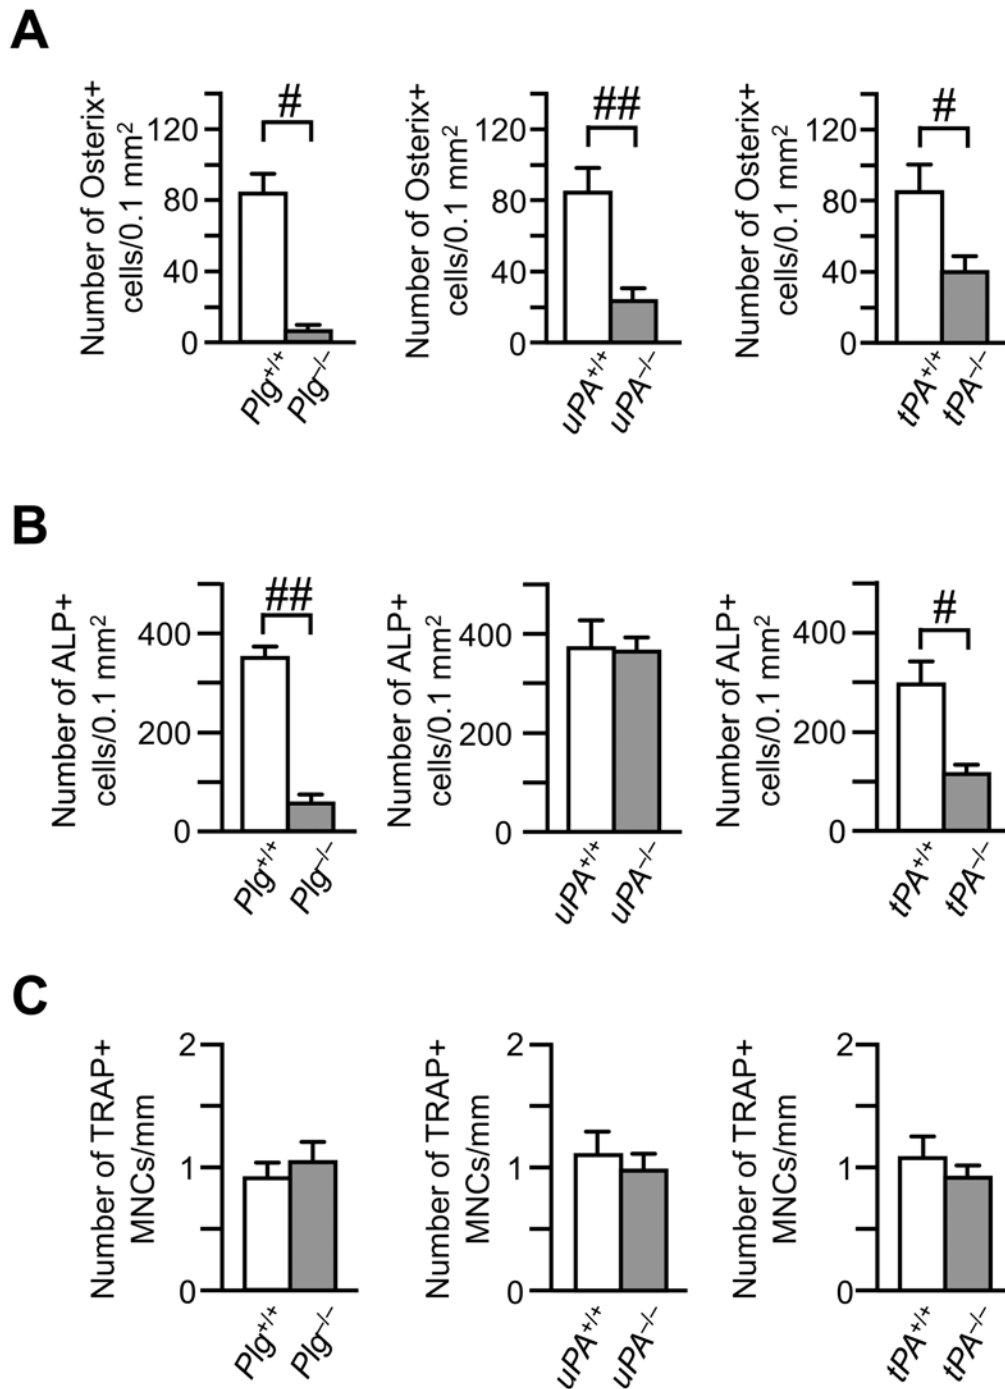 A
Number of Osterix+
cells/0.1 mm²
120
80
40
0
#
Plg+/+
Plg−/−
Number of Osterix+
cells/0.1 mm²
120
80
40
0
##
uPA+/+
uPA−/−
Number of Osterix+
cells/0.1 mm²
120
80
40
0
#
tPA+/+
tPA−/−
B
Number of ALP+
cells/0.1 mm²
400
200
0
##
Plg+/+
Plg−/−
Number of ALP+
cells/0.1 mm²
400
200
0
uPA+/+
uPA−/−
Number of ALP+
cells/0.1 mm²
400
200
0
#
tPA+/+
tPA−/−
C
Number of TRAP+
MNCs/mm
2
1
0
Plg+/+
Plg−/−
Number of TRAP+
MNCs/mm
2
1
0
uPA+/+
uPA−/−
Number of TRAP+
MNCs/mm
2
1
0
tPA+/+
tPA−/−